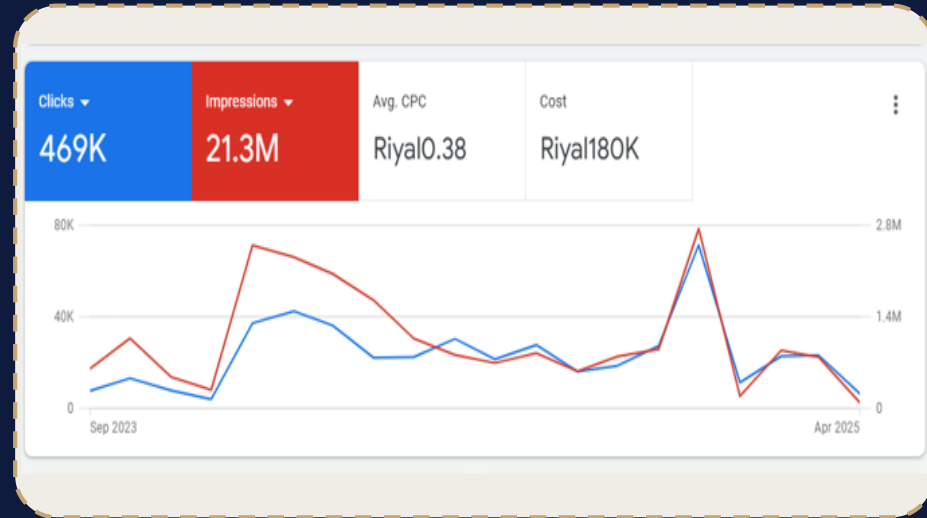 Clicks
Impressions
Avg. CPC
Cost
469K
21.3M
Riyal0.38
Riyal180K
80K
2.8M
40K
1.4M
0
0
Sep 2023
Apr 2025